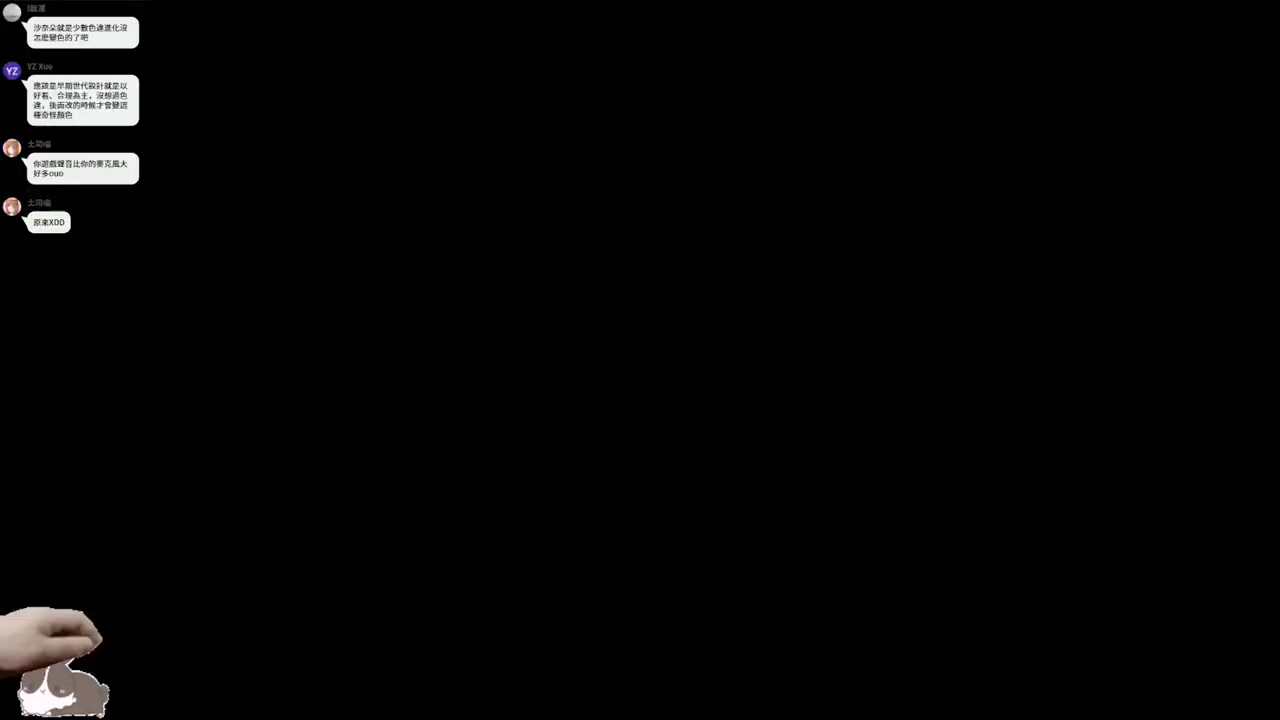 沙奈朵就是少數色違進化沒
怎麼變色的了吧
YZ Xuo
YZ
應該是早期世代設計就是以
好看、合理為主，沒想過色
違，後面改的時候才會變這
種奇怪顏色
土司喵
你遊戲聲音比你的麥克風大
好多ouo
土司喵
原來XDD